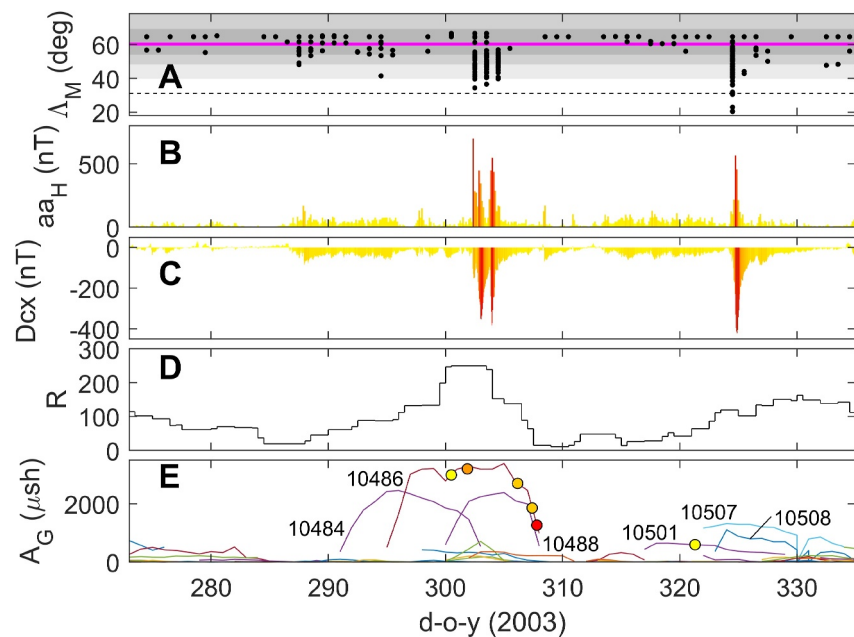 A
Λ_M (deg)
60
40
20
B
aa_H (nT)
500
0
C
Dcx (nT)
0
-200
-400
D
R
300
200
100
0
E
A_G (μsh)
2000
0
10484
10486
10488
10501
10507
10508
280
290
300
310
320
330
d-o-y (2003)